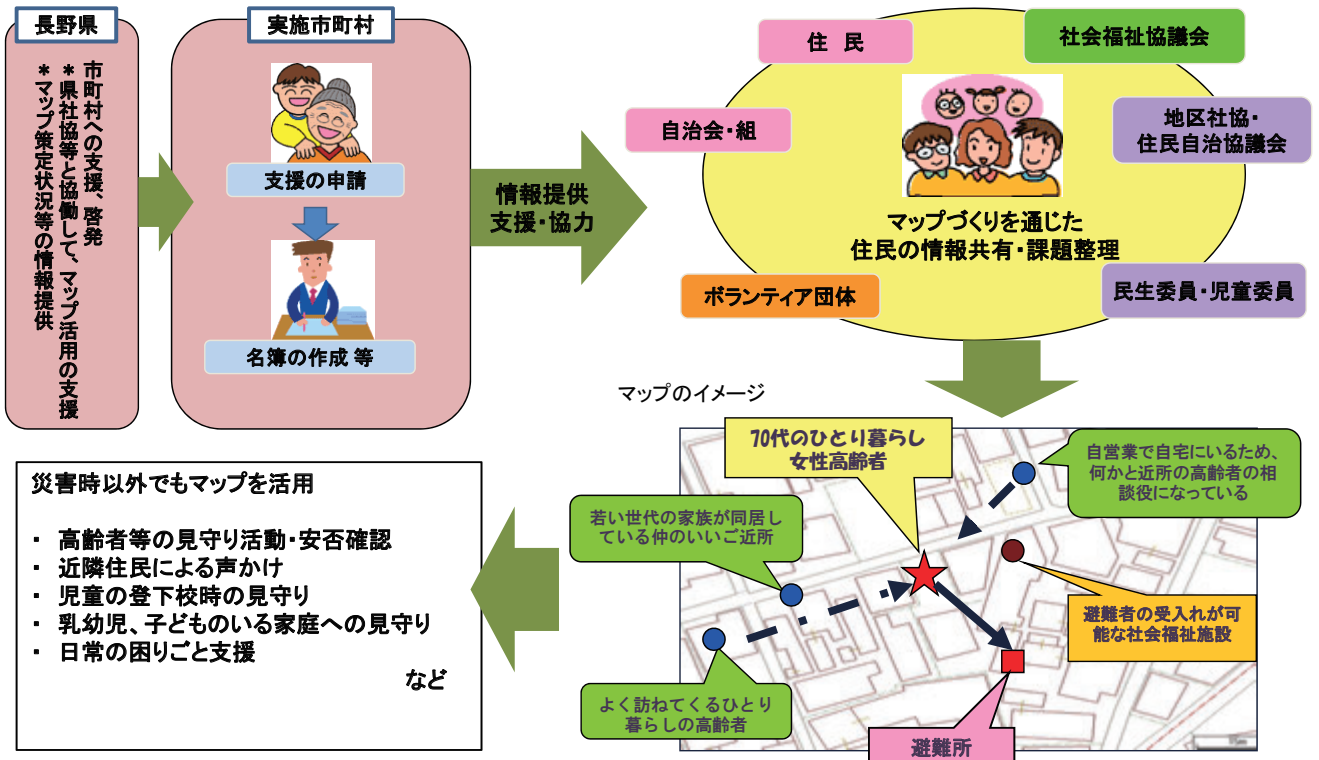 長野県
市町村への支援、啓発
*県社協等と協働して、マップ活用の支援
*マップ策定状況等の情報提供
実施市町村
支援の申請
名簿の作成 等
情報提供
支援・協力
住 民
社会福祉協議会
自治会・組
地区社協・
住民自治協議会
マップづくりを通じた
住民の情報共有・課題整理
ボランティア団体
民生委員・児童委員
マップのイメージ
70代のひとり暮らし
女性高齢者
自営業で自宅にいるため、
何かと近所の高齢者の相
談役になっている
若い世代の家族が同居し
ている仲のいいご近所
避難者の受入れが可
能な社会福祉施設
よく訪ねてくるひとり
暮らしの高齢者
避難所
災害時以外でもマップを活用
・ 高齢者等の見守り活動・安否確認
・ 近隣住民による声かけ
・ 児童の登下校時の見守り
・ 乳幼児、子どものいる家庭への見守り
・ 日常の困りごと支援
など